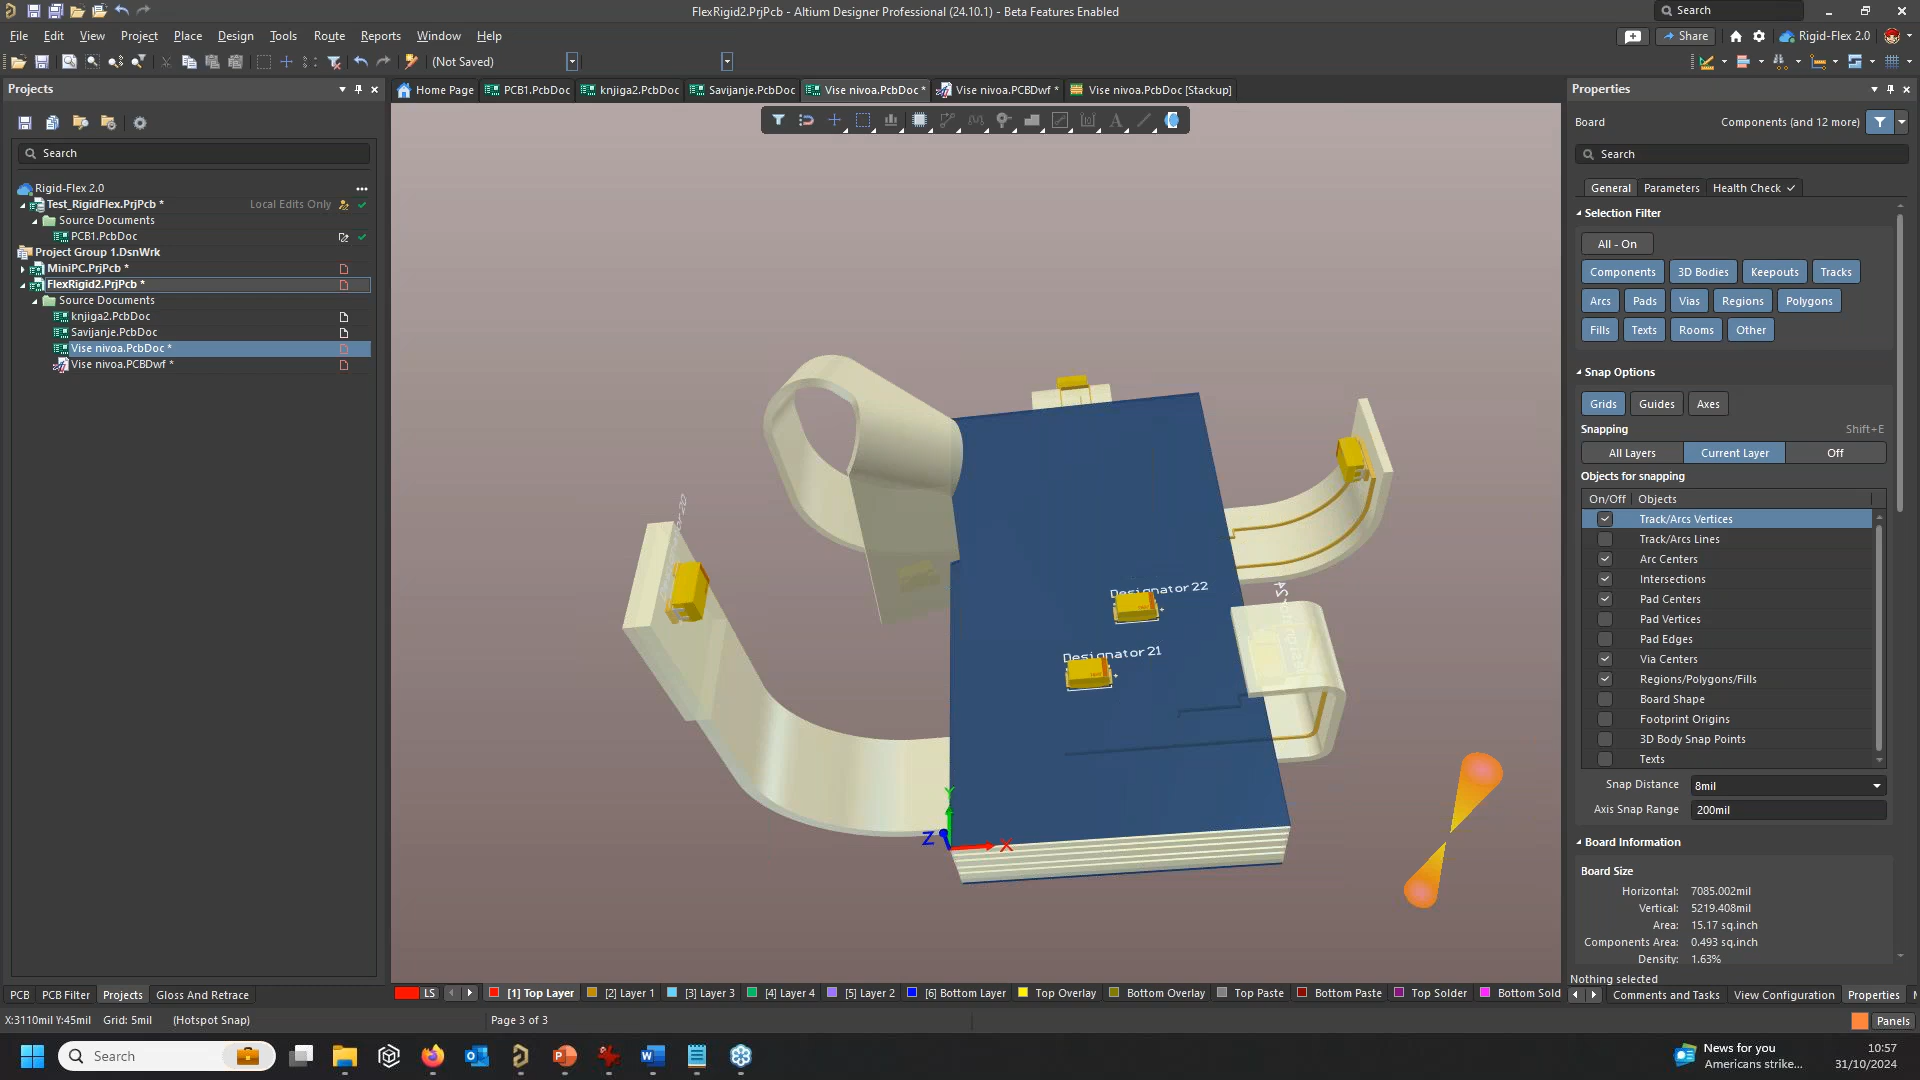 FlexRigid2.PrjPcb - Altium Designer Professional (24.10.1) - Beta Features Enabled
Search
File Edit View Project Place Design Tools Route Reports Window Help
Share
Rigid-Flex 2.0
(Not Saved)
Projects
Home Page
PCB1.PcbDoc
knjiga2.PcbDoc
Savijanje.PcbDoc
Vise nivoa.PcbDoc *
Vise nivoa.PCBDwf *
Vise nivoa.PcbDoc [Stackup]
Search
Rigid-Flex 2.0
Test_RigidFlex.PrjPcb *
Local Edits Only
Source Documents
PCB1.PcbDoc
Project Group 1.DsnWrk
MiniPC.PrjPcb *
FlexRigid2.PrjPcb *
Source Documents
knjiga2.PcbDoc
Savijanje.PcbDoc
Vise nivoa.PcbDoc *
Vise nivoa.PCBDwf *
Designator22
Designator21
Y
Z
X
Properties
Board
Components (and 12 more)
Search
General Parameters Health Check
Selection Filter
All - On
Components 3D Bodies Keepouts Tracks
Arcs Pads Vias Regions Polygons
Fills Texts Rooms Other
Snap Options
Grids Guides Axes
Snapping Shift+E
All Layers Current Layer Off
Objects for snapping
On/Off Objects
Track/Arcs Vertices
Track/Arcs Lines
Arc Centers
Intersections
Pad Centers
Pad Vertices
Pad Edges
Via Centers
Regions/Polygons/Fills
Board Shape
Footprint Origins
3D Body Snap Points
Texts
Snap Distance 8mil
Axis Snap Range 200mil
Board Information
Board Size
Horizontal: 7085.002mil
Vertical: 5219.408mil
Area: 15.17 sq.inch
Components Area: 0.493 sq.inch
Density: 1.63%
Nothing selected
PCB PCB Filter Projects Gloss And Retrace
LS
[1] Top Layer
[2] Layer 1
[3] Layer 3
[4] Layer 4
[5] Layer 2
[6] Bottom Layer
Top Overlay
Bottom Overlay
Top Paste
Bottom Paste
Top Solder
Bottom Sold
Comments and Tasks View Configuration Properties
X:3110mil Y:45mil Grid: 5mil (Hotspot Snap)
Page 3 of 3
Panels
Search
News for you
Americans strike...
10:57
31/10/2024